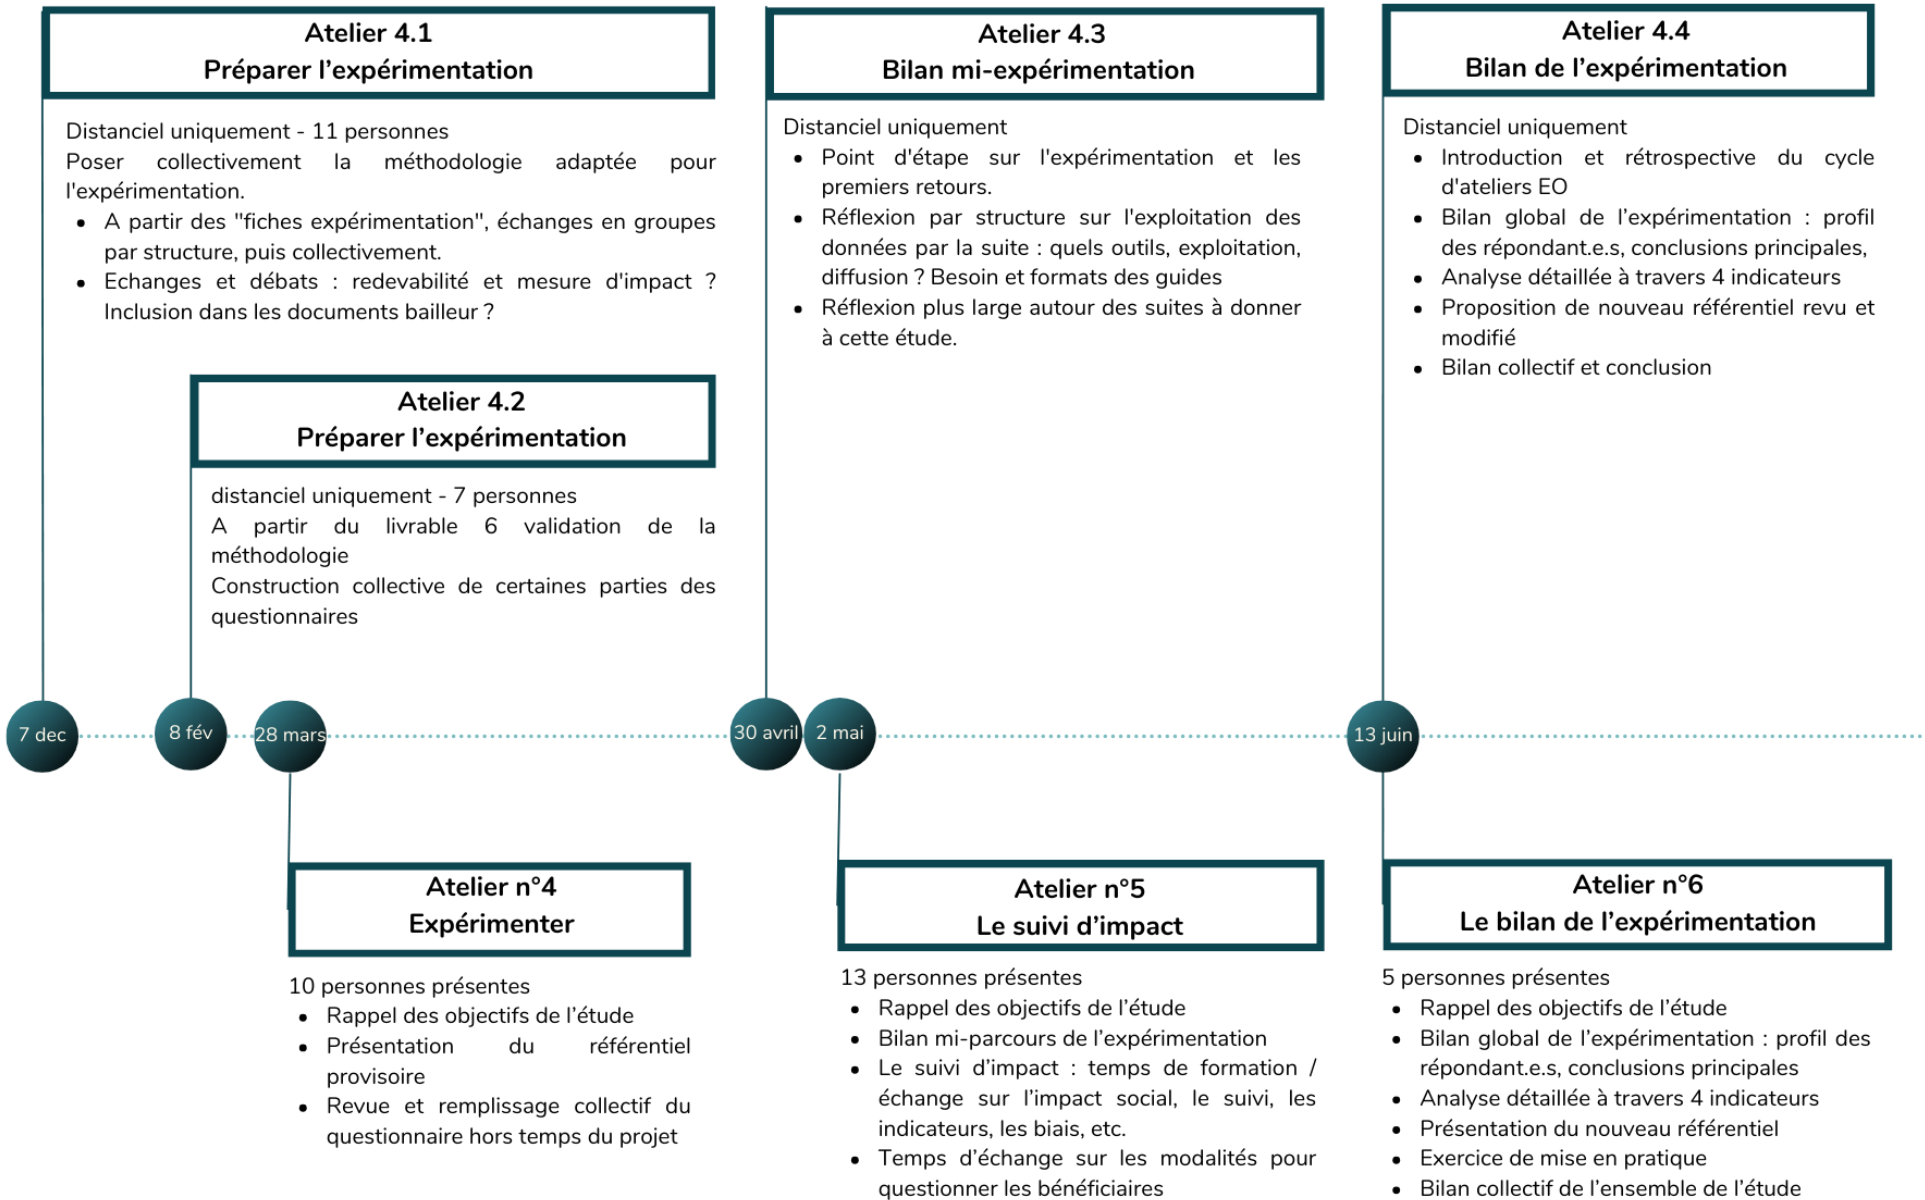 Atelier 4.1
Préparer l'expérimentation
Distanciel uniquement - 11 personnes
Poser collectivement la méthodologie adaptée pour
l'expérimentation.
• A partir des "fiches expérimentation", échanges en groupes
par structure, puis collectivement.
• Echanges et débats : redevabilité et mesure d'impact ?
Inclusion dans les documents bailleur ?
Atelier 4.2
Préparer l'expérimentation
distanciel uniquement - 7 personnes
A partir du livrable 6 validation de la
méthodologie
Construction collective de certaines parties des
questionnaires
Atelier 4.3
Bilan mi-expérimentation
Distanciel uniquement
• Point d'étape sur l'expérimentation et les
premiers retours.
• Réflexion par structure sur l'exploitation des
données par la suite : quels outils, exploitation,
diffusion ? Besoin et formats des guides
• Réflexion plus large autour des suites à donner
à cette étude.
Atelier 4.4
Bilan de l'expérimentation
Distanciel uniquement
• Introduction et rétrospective du cycle
d'ateliers EO
• Bilan global de l'expérimentation : profil
des répondant.e.s, conclusions principales,
• Analyse détaillée à travers 4 indicateurs
• Proposition de nouveau référentiel revu et
modifié
• Bilan collectif et conclusion
7 dec
8 fév
28 mars
30 avril
2 mai
13 juin
Atelier n°4
Expérimenter
10 personnes présentes
• Rappel des objectifs de l'étude
• Présentation du référentiel
provisoire
• Revue et remplissage collectif du
questionnaire hors temps du projet
Atelier n°5
Le suivi d'impact
13 personnes présentes
• Rappel des objectifs de l'étude
• Bilan mi-parcours de l'expérimentation
• Le suivi d'impact : temps de formation /
échange sur l'impact social, le suivi, les
indicateurs, les biais, etc.
• Temps d'échange sur les modalités pour
questionner les bénéficiaires
Atelier n°6
Le bilan de l'expérimentation
5 personnes présentes
• Rappel des objectifs de l'étude
• Bilan global de l'expérimentation : profil des
répondant.e.s, conclusions principales
• Analyse détaillée à travers 4 indicateurs
• Présentation du nouveau référentiel
• Exercice de mise en pratique
• Bilan collectif de l'ensemble de l'étude